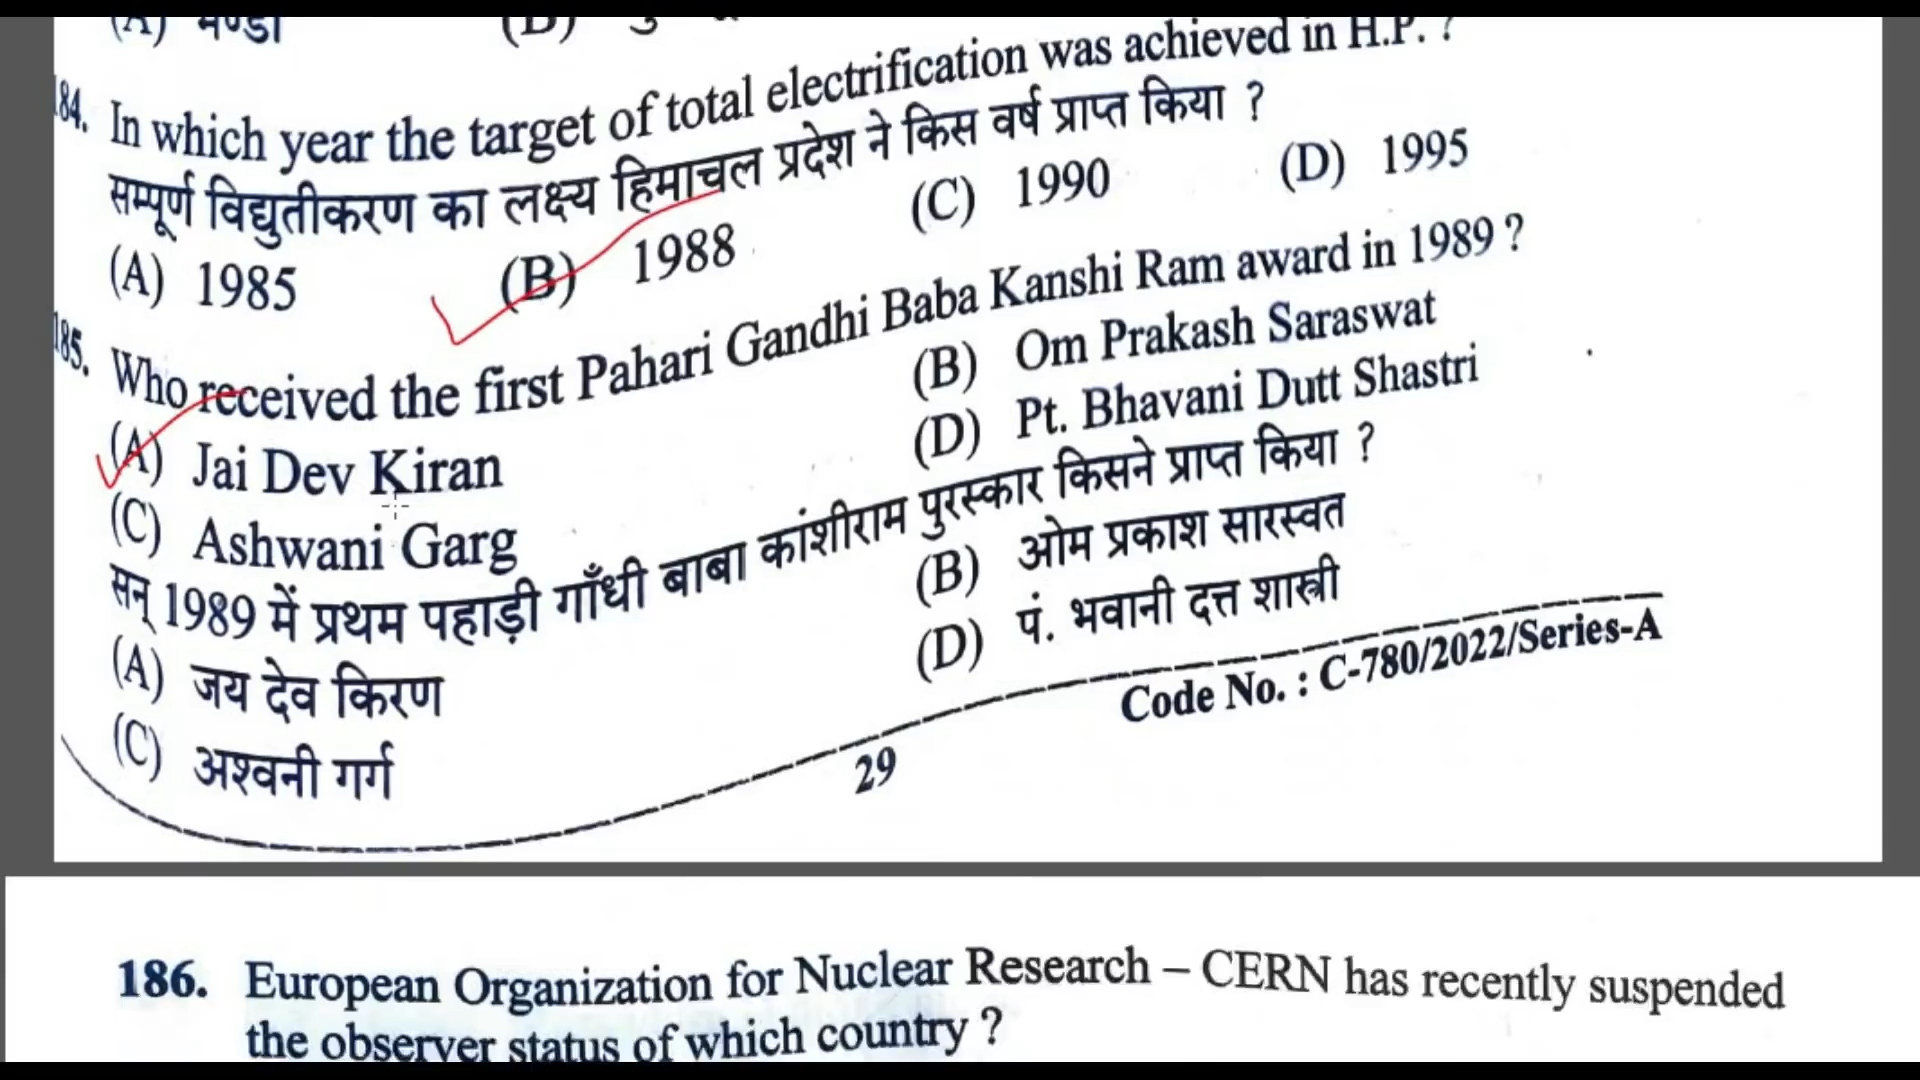 (A) मण्डी (B)
184. In which year the target of total electrification was achieved in H.P. ?
सम्पूर्ण विद्युतीकरण का लक्ष्य हिमाचल प्रदेश ने किस वर्ष प्राप्त किया ?
(A) 1985 (B) 1988 (C) 1990 (D) 1995
185. Who received the first Pahari Gandhi Baba Kanshi Ram award in 1989 ?
(A) Jai Dev Kiran (B) Om Prakash Saraswat
(C) Ashwani Garg (D) Pt. Bhavani Dutt Shastri
सन् 1989 में प्रथम पहाड़ी गाँधी बाबा कांशीराम पुरस्कार किसने प्राप्त किया ?
(A) जय देव किरण (B) ओम प्रकाश सारस्वत
(C) अश्वनी गर्ग (D) पं. भवानी दत्त शास्त्री
29 Code No. : C-780/2022/Series-A
186. European Organization for Nuclear Research – CERN has recently suspended
the observer status of which country ?